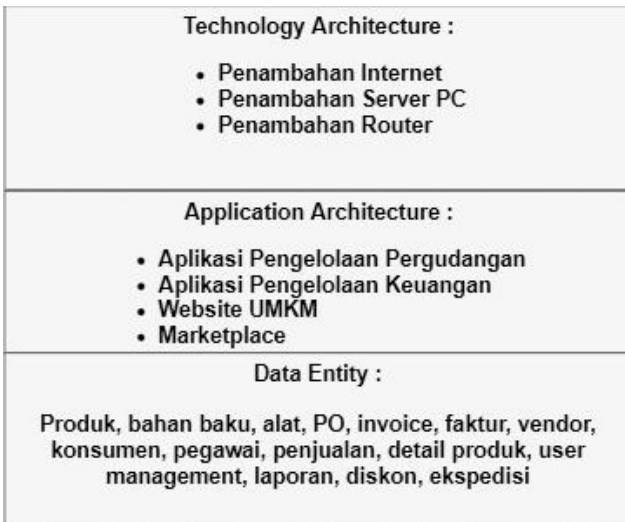 Technology Architecture :
• Penambahan Internet
• Penambahan Server PC
• Penambahan Router
Application Architecture :
• Aplikasi Pengelolaan Pergudangan
• Aplikasi Pengelolaan Keuangan
• Website UMKM
• Marketplace
Data Entity :
Produk, bahan baku, alat, PO, invoice, faktur, vendor,
konsumen, pegawai, penjualan, detail produk, user
management, laporan, diskon, ekspedisi